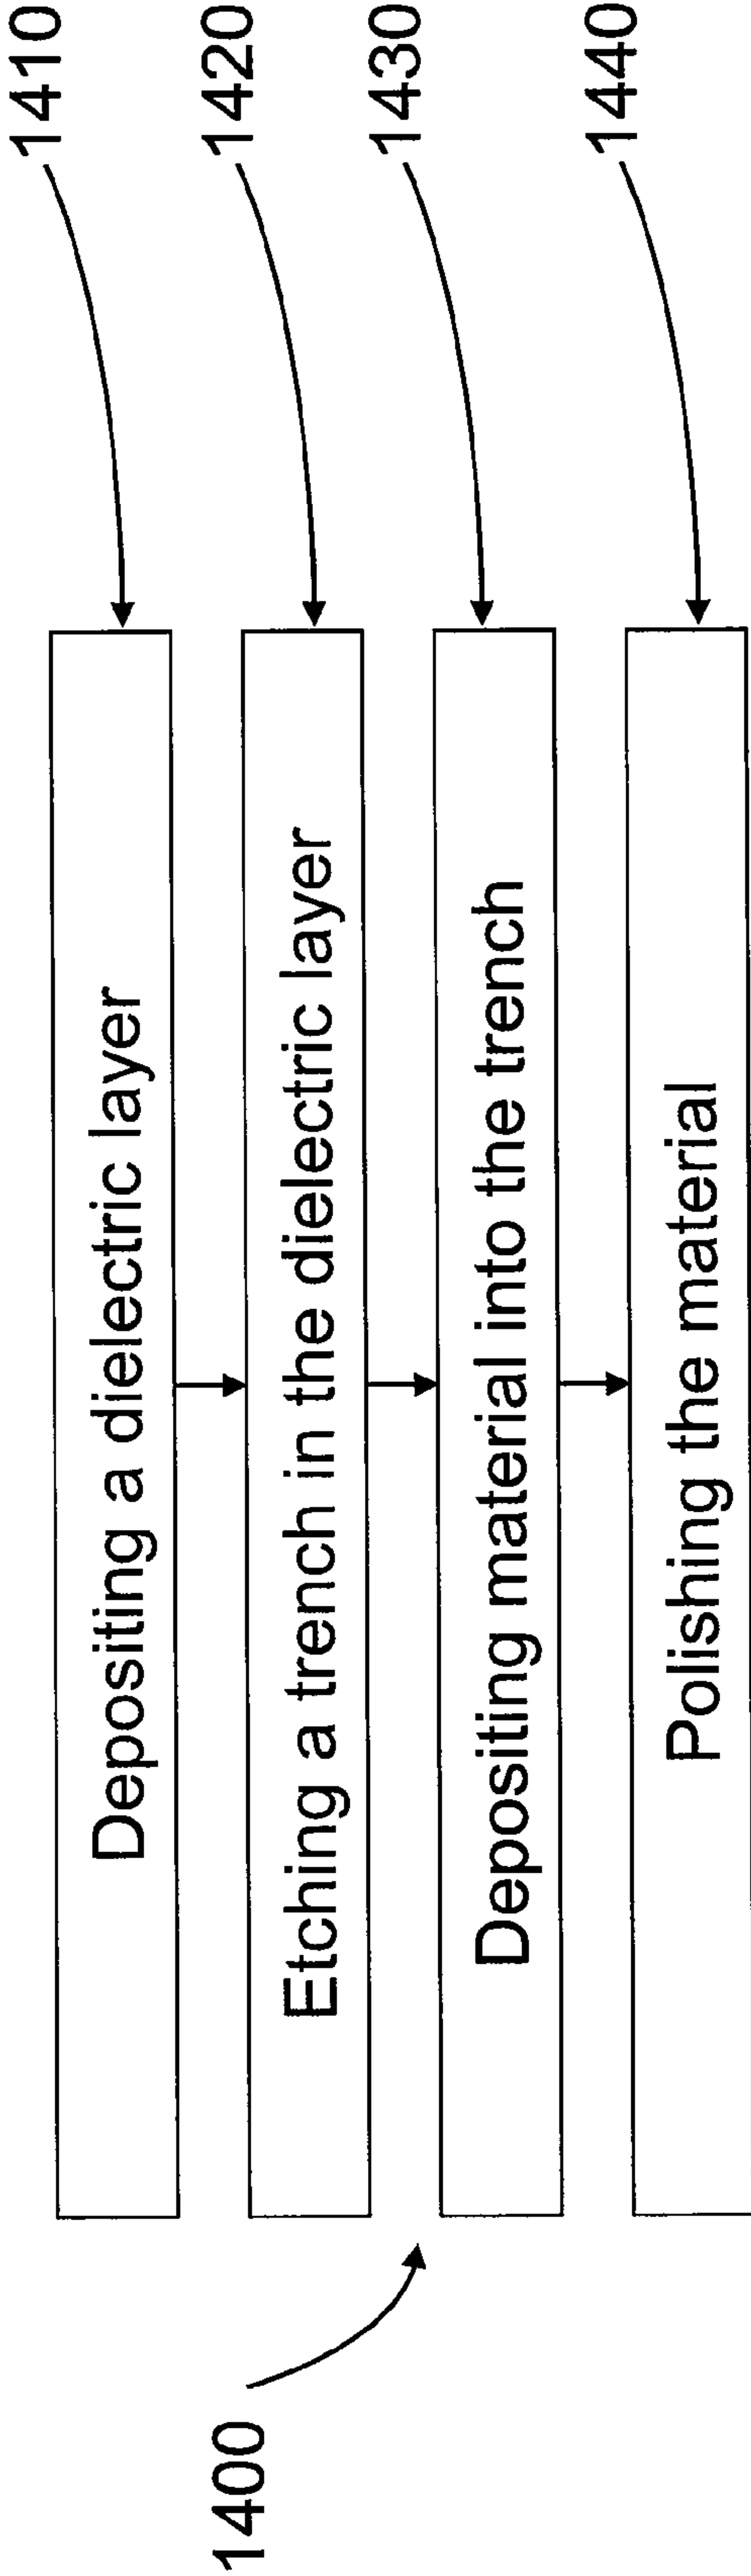 1400
Depositing a dielectric layer
1410
Etching a trench in the dielectric layer
1420
Depositing material into the trench
1430
Polishing the material
1440